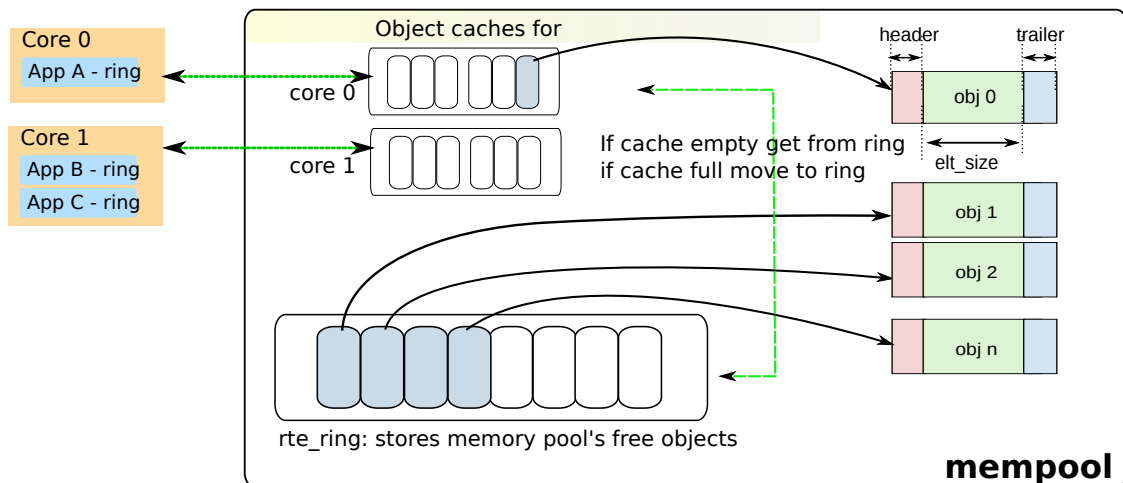 Object caches for
Core 0
App A - ring
core 0
Core 1
App B - ring
App C - ring
core 1
header
trailer
obj 0
elt_size
If cache empty get from ring
if cache full move to ring
obj 1
obj 2
obj n
rte_ring: stores memory pool's free objects
mempool